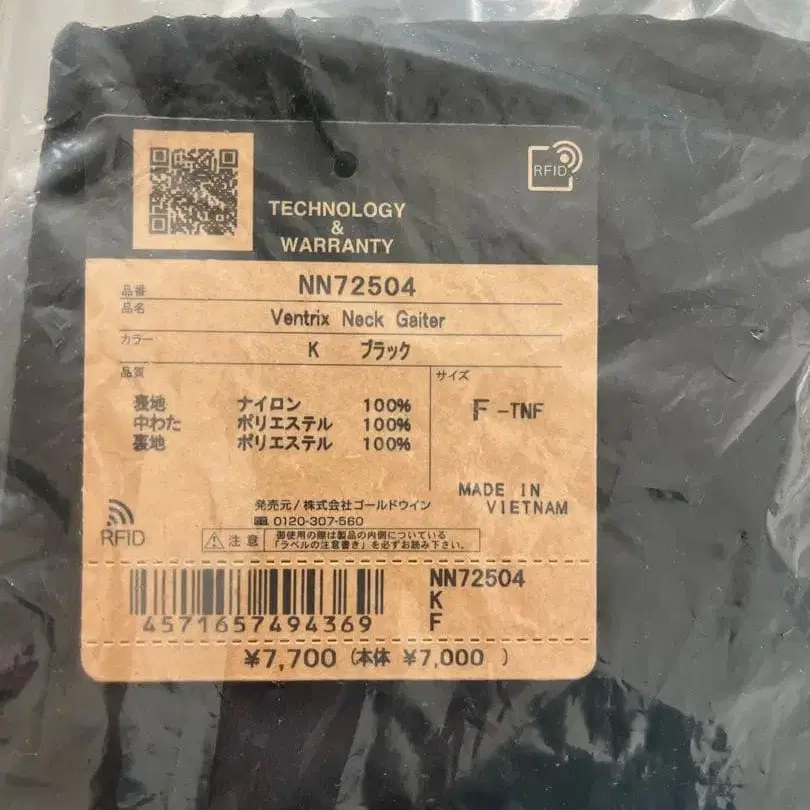 RFID
TECHNOLOGY
&
WARRANTY
品番 NN72504
品名 Ventrix Neck Gaiter
カラー K ブラック
品質
サイズ
表地 ナイロン 100%
中わた ポリエステル 100%
裏地 ポリエステル 100%
F-TNF
MADE IN
VIETNAM
発売元/株式会社ゴールドウイン
0120-307-560
RFID
注意 御使用の際は製品の内側についている
「ラベルの注意書き」を必ずお読み下さい。
4571657494369
NN72504
K
F
¥7,700 (本体 ¥7,000 )